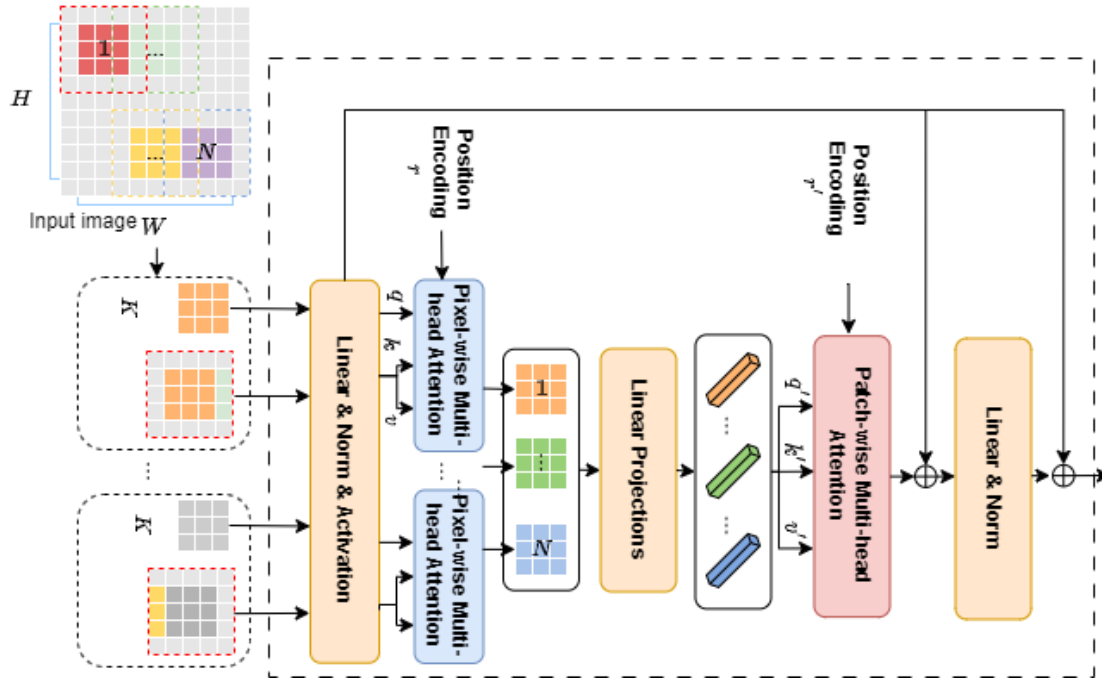 1
...
H
...
N
Input image W
K
...
K
Linear & Norm & Activation
Position
Encoding
r
q
k
v
Pixel-wise Multi-
head Attention
... ...
Pixel-wise Multi-
head Attention
1
...
N
Linear Projections
...
...
q′
k′
v′
Position
Encoding
r′
Patch-wise Multi-head
Attention
Linear & Norm